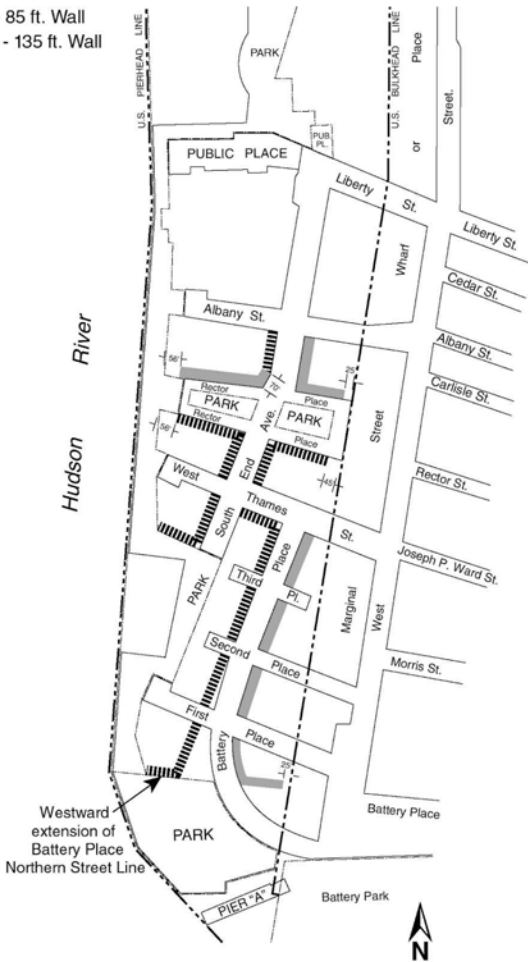 85 ft. Wall
- 135 ft. Wall
U.S. PIERHEAD LINE
PARK
U.S. BULKHEAD LINE
Place
or
Street.
PUB.
PL.
PUBLIC PLACE
Liberty St.
Liberty St.
Wharf
Cedar St.
Albany St.
Albany St.
Carlisle St.
Hudson River
56'
70'
25'
Rector Place
PARK
PARK
Rector Place
56'
South End Ave.
Street
45'
Rector St.
West Thames St.
Joseph P. Ward St.
PARK
Third Pl.
Place
Marginal
West
Second Place
Morris St.
First Place
Battery
25'
Battery Place
Westward
extension of
Battery Place
Northern Street Line
PARK
PIER "A"
Battery Park
N